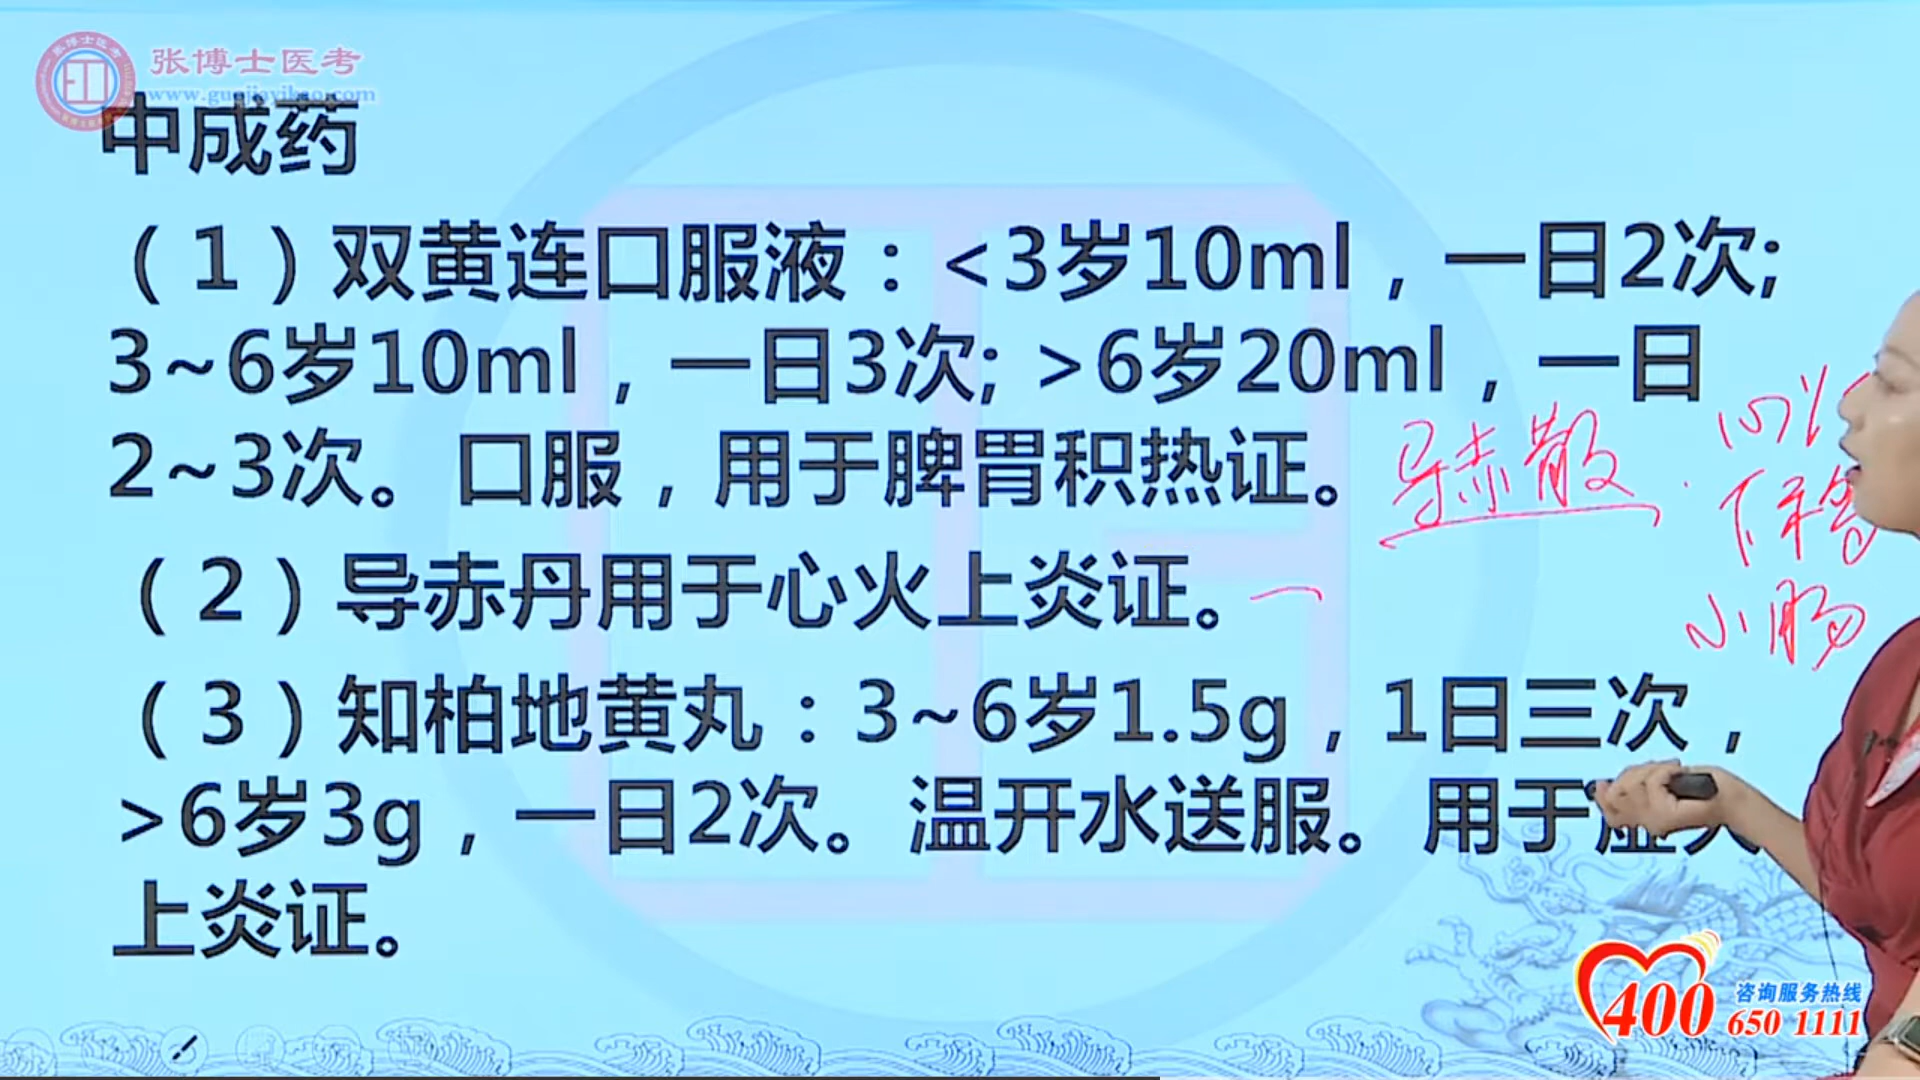 张博士医考
www.guojiayikao.com
中成药
（1）双黄连口服液：<3岁10ml，一日2次;
3~6岁10ml，一日3次; >6岁20ml，一日
2~3次。口服，用于脾胃积热证。
导赤散
（2）导赤丹用于心火上炎证。
小肠
（3）知柏地黄丸：3~6岁1.5g，1日三次，
>6岁3g，一日2次。温开水送服。用于虚火
上炎证。
400
咨询服务热线
650 1111